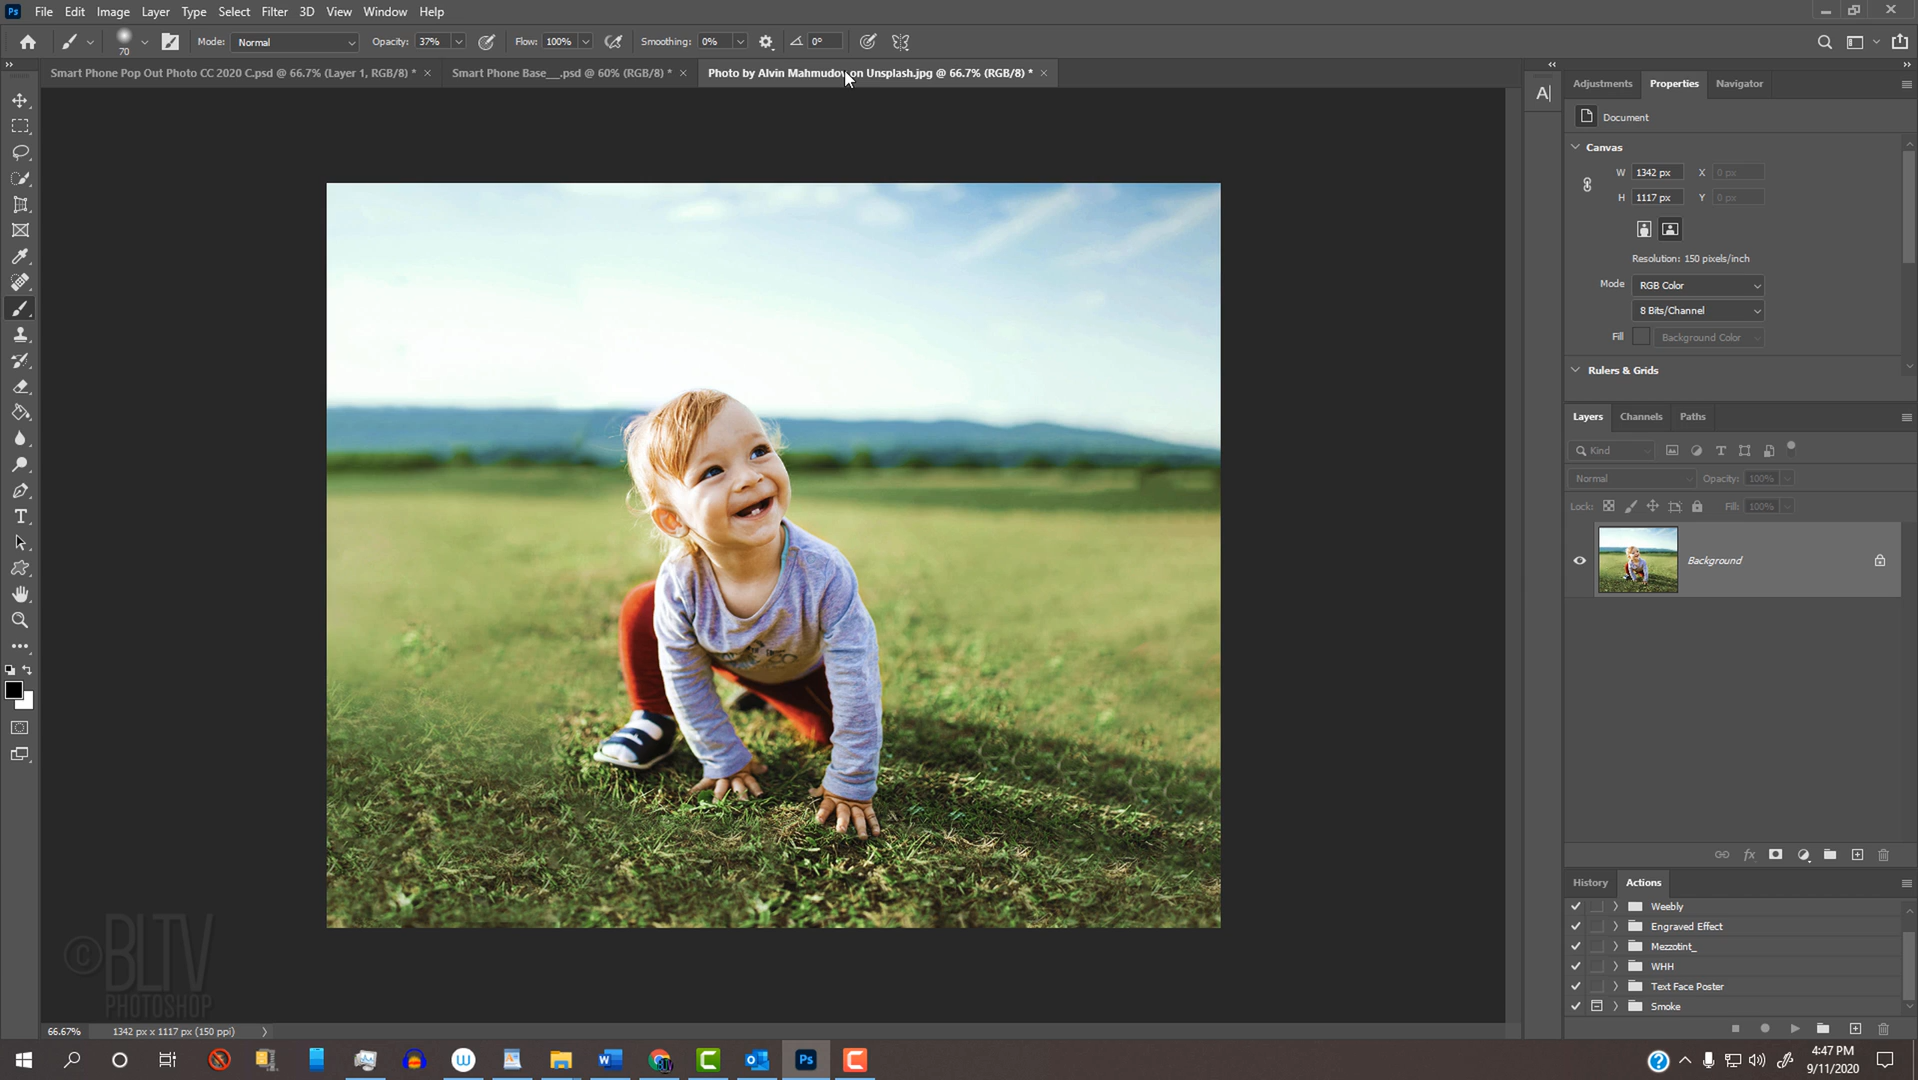 Ps File Edit Image Layer Type Select Filter 3D View Window Help
70 Mode: Normal Opacity: 37% Flow: 100% Smoothing: 0% 0°
Smart Phone Pop Out Photo CC 2020 C.psd @ 66.7% (Layer 1, RGB/8) *
Smart Phone Base__.psd @ 60% (RGB/8) *
Photo by Alvin Mahmudov on Unsplash.jpg @ 66.7% (RGB/8) *
A
Adjustments Properties Navigator
Document
Canvas
W 1342 px X 0 px
H 1117 px Y 0 px
Resolution: 150 pixels/inch
Mode RGB Color
8 Bits/Channel
Fill Background Color
Rulers & Grids
Layers Channels Paths
Kind
Normal Opacity: 100%
Lock: Fill: 100%
Background
fx
History Actions
Weebly
Engraved Effect
Mezzotint_
WHH
Text Face Poster
Smoke
©BLTV
PHOTOSHOP
66.67% 1342 px x 1117 px (150 ppi)
4:47 PM
9/11/2020